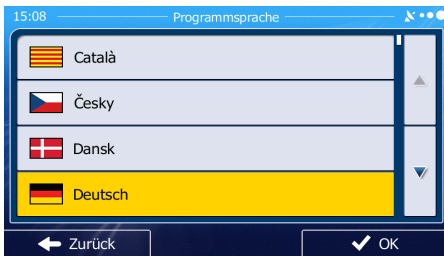 15:08 Programmsprache
Català
Česky
Dansk
Deutsch
Zurück OK